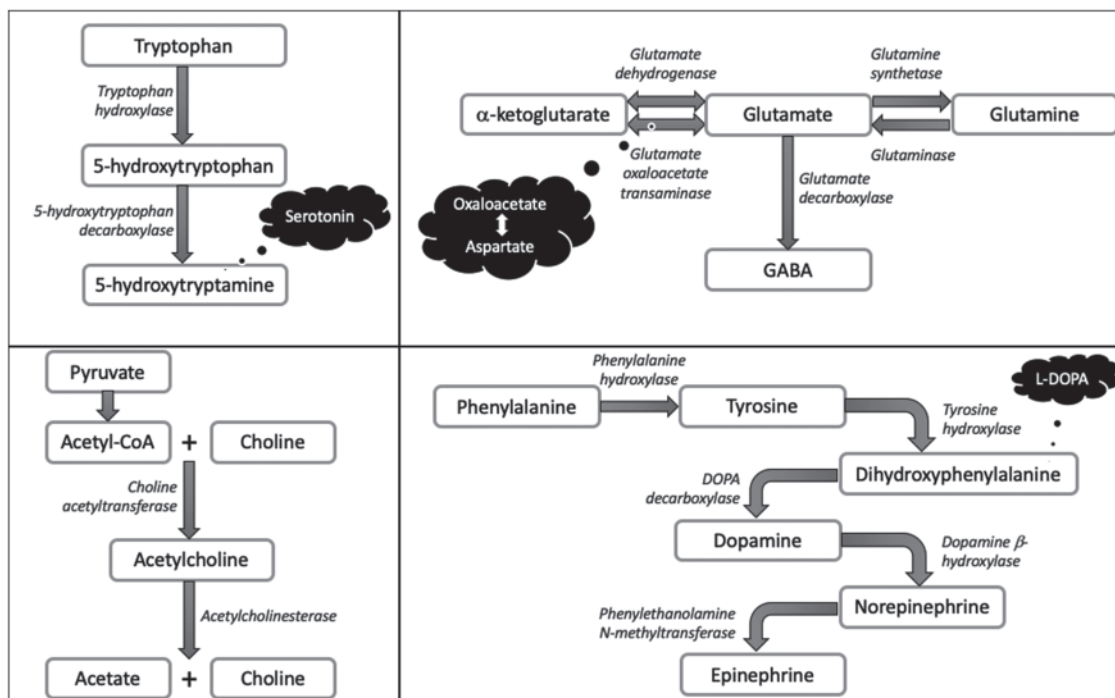 Tryptophan
Tryptophan
hydroxylase
5-hydroxytryptophan
5-hydroxytryptophan
decarboxylase
Serotonin
5-hydroxytryptamine
Glutamate
dehydrogenase
Glutamine
synthetase
α-ketoglutarate
Glutamate
Glutamine
Glutamate
oxaloacetate
transaminase
Glutaminase
Glutamate
decarboxylase
Oxaloacetate
Aspartate
GABA
Pyruvate
Acetyl-CoA + Choline
Choline
acetyltransferase
Acetylcholine
Acetylcholinesterase
Acetate + Choline
Phenylalanine
hydroxylase
L-DOPA
Phenylalanine
Tyrosine
Tyrosine
hydroxylase
Dihydroxyphenylalanine
DOPA
decarboxylase
Dopamine
Dopamine β-
hydroxylase
Norepinephrine
Phenylethanolamine
N-methyltransferase
Epinephrine